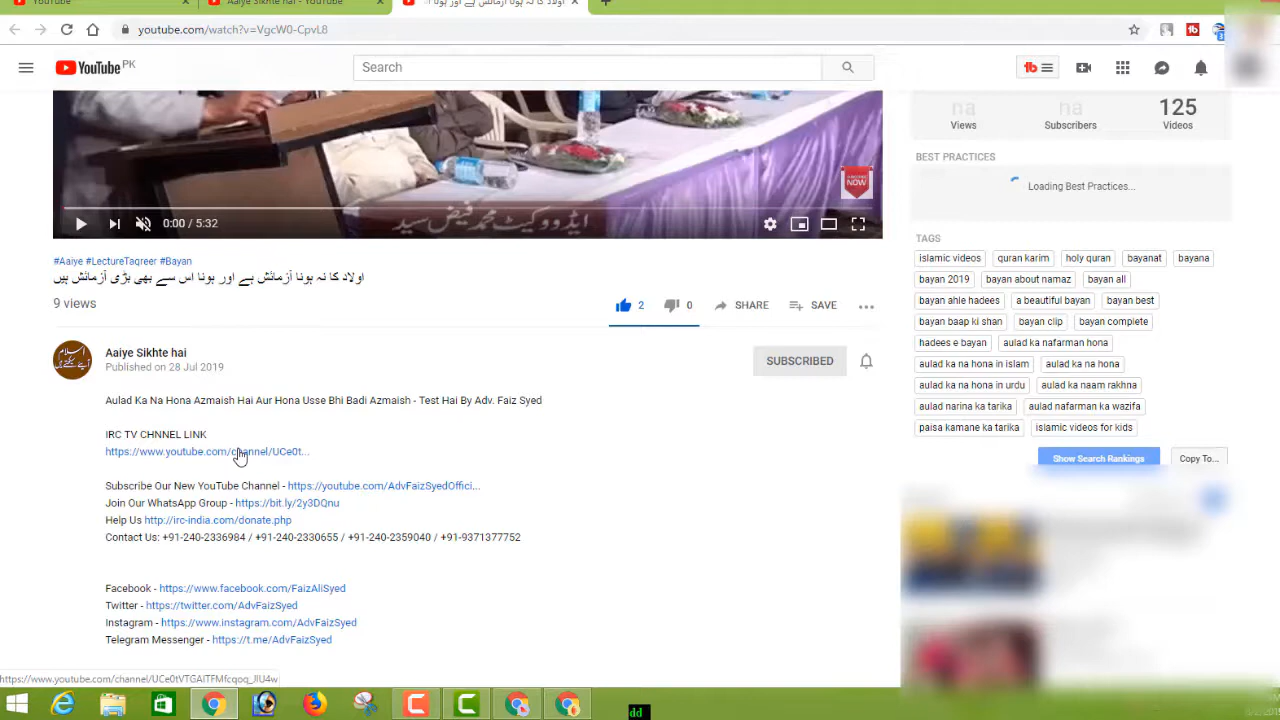 YouTube
Aaiye Sikhte hai - YouTube
اولاد کا نہ ہونا آزمائش ہے اور ہونا ا
youtube.com/watch?v=VgcW0-CpvL8
YouTube PK
Search
ایڈووکیٹ محمد فیض سید
NOW
0:00 / 5:32
#Aaiye #LectureTaqreer #Bayan
اولاد کا نہ ہونا آزمائش ہے اور ہونا اس سے بھی بڑی آزمائش ہیں
9 views
2
0
SHARE
SAVE
Aaiye Sikhte hai
Published on 28 Jul 2019
SUBSCRIBED
Aulad Ka Na Hona Azmaish Hai Aur Hona Usse Bhi Badi Azmaish - Test Hai By Adv. Faiz Syed
IRC TV CHNNEL LINK
https://www.youtube.com/channel/UCe0t...
Subscribe Our New YouTube Channel - https://youtube.com/AdvFaizSyedOffici...
Join Our WhatsApp Group - https://bit.ly/2y3DQnu
Help Us http://irc-india.com/donate.php
Contact Us: +91-240-2336984 / +91-240-2330655 / +91-240-2359040 / +91-9371377752
Facebook - https://www.facebook.com/FaizAliSyed
Twitter - https://twitter.com/AdvFaizSyed
Instagram - https://www.instagram.com/AdvFaizSyed
Telegram Messenger - https://t.me/AdvFaizSyed
https://www.youtube.com/channel/UCe0tVTGAITFMfcqoq_JlU4w
na na 125
Views Subscribers Videos
BEST PRACTICES
Loading Best Practices...
TAGS
islamic videos quran karim holy quran bayanat bayana
bayan 2019 bayan about namaz bayan all
bayan ahle hadees a beautiful bayan bayan best
bayan baap ki shan bayan clip bayan complete
hadees e bayan aulad ka nafarman hona
aulad ka na hona in islam aulad ka na hona
aulad ka na hona in urdu aulad ka naam rakhna
aulad narina ka tarika aulad nafarman ka wazifa
paisa kamane ka tarika islamic videos for kids
Show Search Rankings
Copy To...
dd